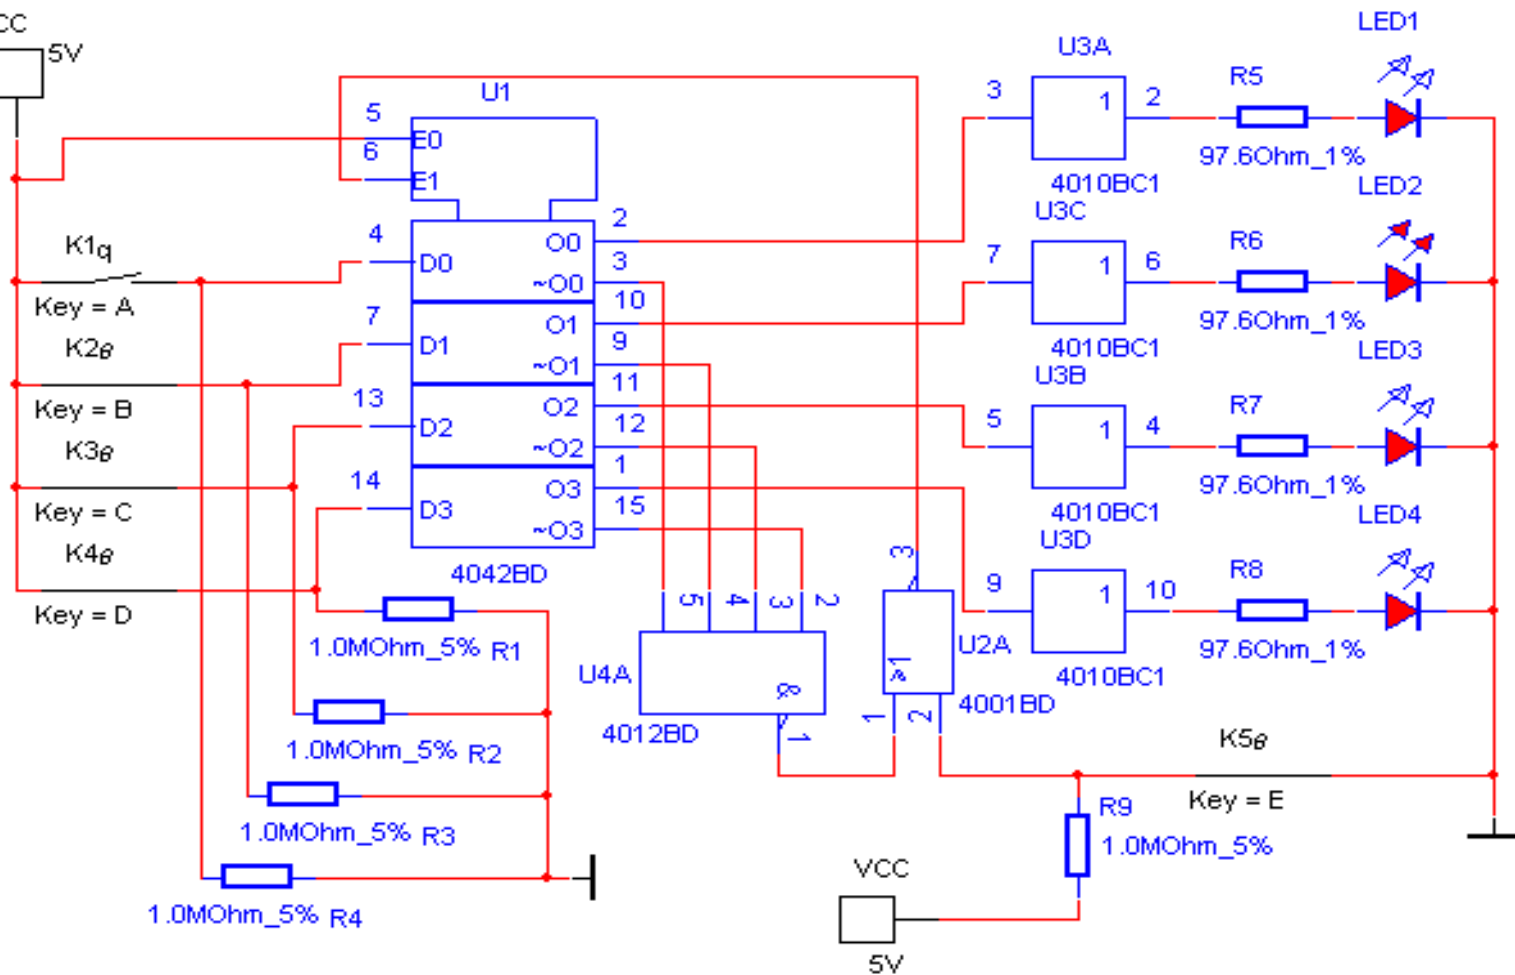 CC
5V
U1
5
E0
6
E1
K1
4
D0
O0
2
~O0
3
Key = A
K2
7
D1
O1
10
~O1
9
Key = B
K3
13
D2
O2
11
~O2
12
Key = C
K4
14
D3
O3
1
~O3
15
Key = D
4042BD
1.0MOhm_5% R1
1.0MOhm_5% R2
1.0MOhm_5% R3
1.0MOhm_5% R4
U4A
5 4 3 2
&
1
4012BD
3
U2A
1
1 2
4001BD
U3A
3 1 2
4010BC1
R5
97.6Ohm_1%
LED1
U3C
7 1 6
4010BC1
R6
97.6Ohm_1%
LED2
U3B
5 1 4
4010BC1
R7
97.6Ohm_1%
LED3
U3D
9 1 10
4010BC1
R8
97.6Ohm_1%
LED4
K5
Key = E
R9
1.0MOhm_5%
VCC
5V